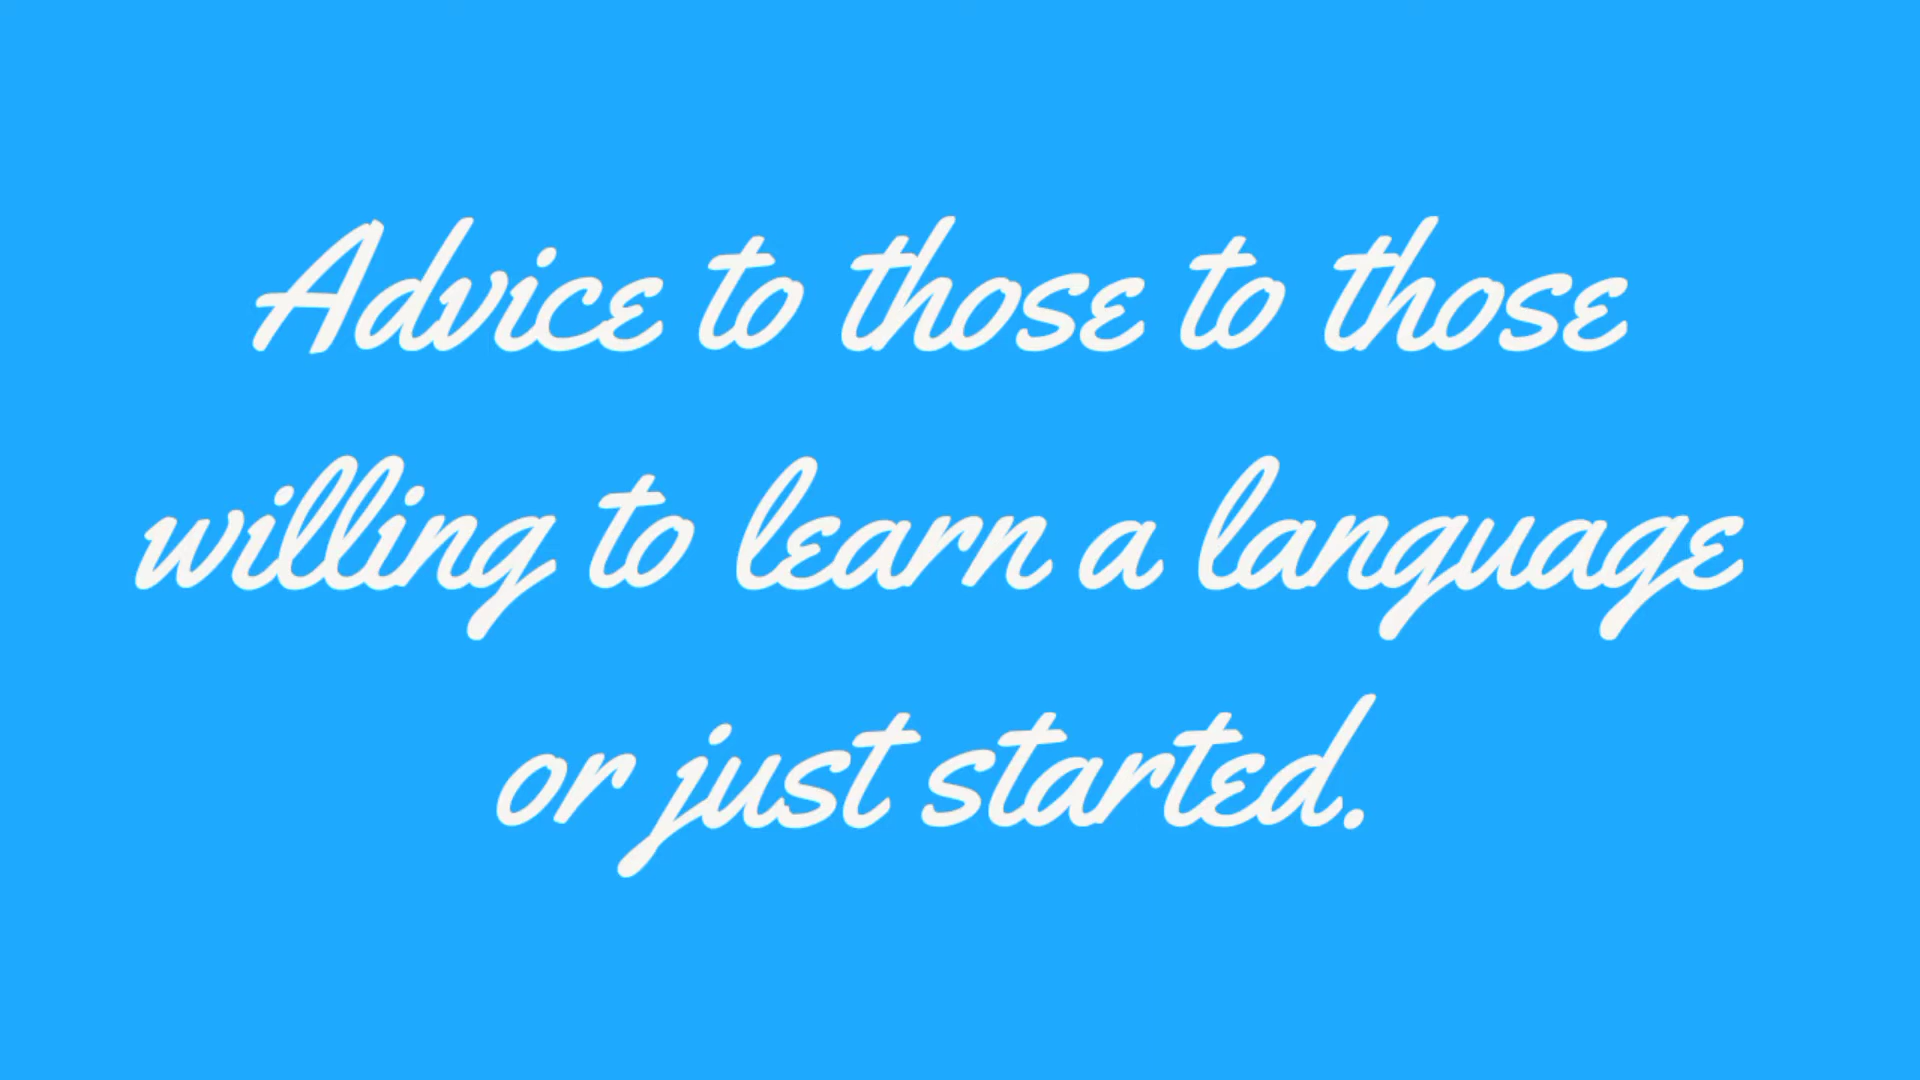 Advice to those to those
willing to learn a language
or just started.